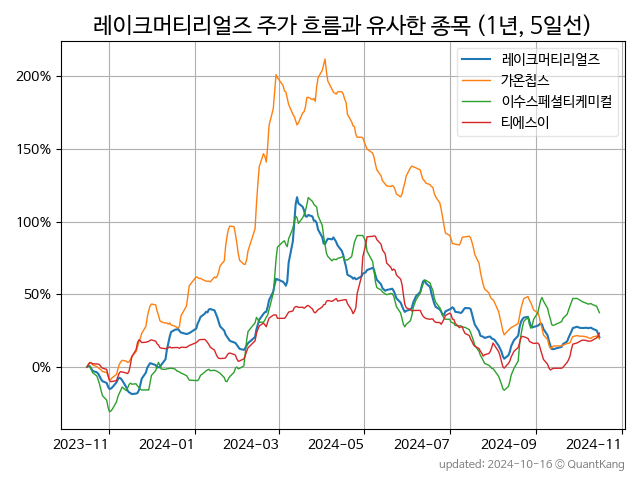 레이크머티리얼즈 주가 흐름과 유사한 종목 (1년, 5일선)
레이크머티리얼즈
가온칩스
이수스페셜티케미컬
티에스이
200%
150%
100%
50%
0%
2023-11 2024-01 2024-03 2024-05 2024-07 2024-09 2024-11
updated: 2024-10-16 © QuantKang